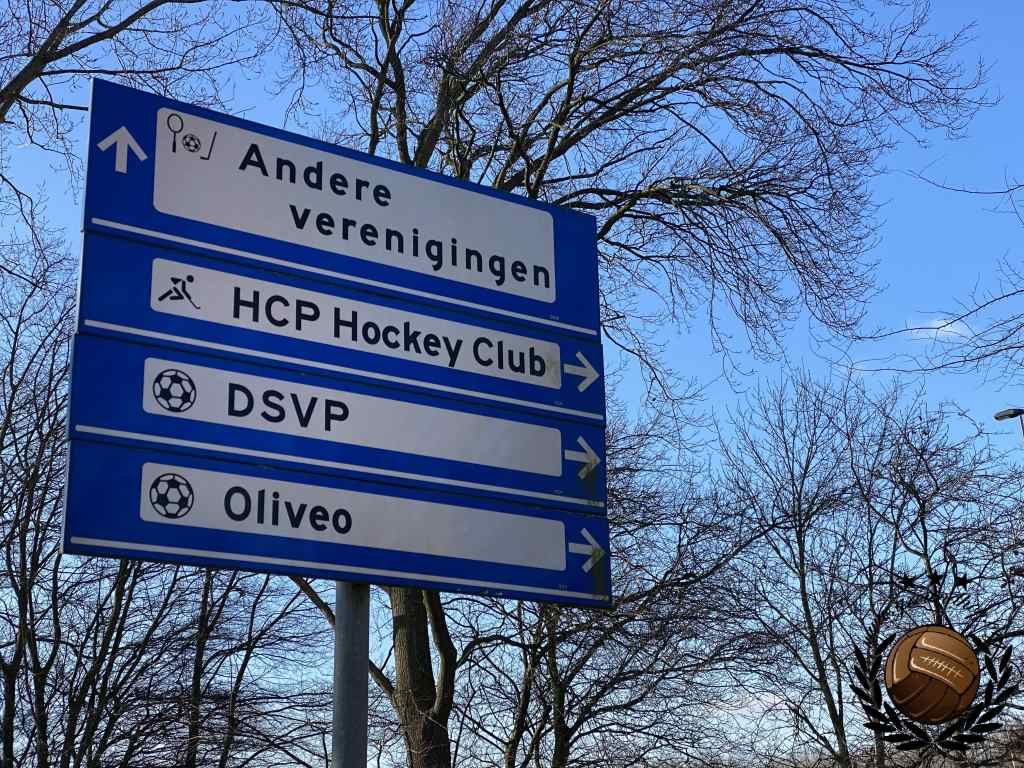 Andere
verenigingen
HCP Hockey Club
DSVP
Oliveo